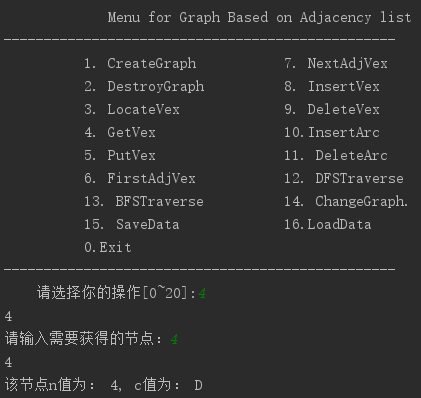 Menu for Graph Based on Adjacency list
-------------------------------------------------
1. CreateGraph 7. NextAdjVex
2. DestroyGraph 8. InsertVex
3. LocateVex 9. DeleteVex
4. GetVex 10.InsertArc
5. PutVex 11. DeleteArc
6. FirstAdjVex 12. DFSTraverse
13. BFSTraverse 14. ChangeGraph.
15. SaveData 16.LoadData
0.Exit
-------------------------------------------------
请选择你的操作[0~20]:4
4
请输入需要获得的节点：4
4
该节点n值为： 4, c值为： D